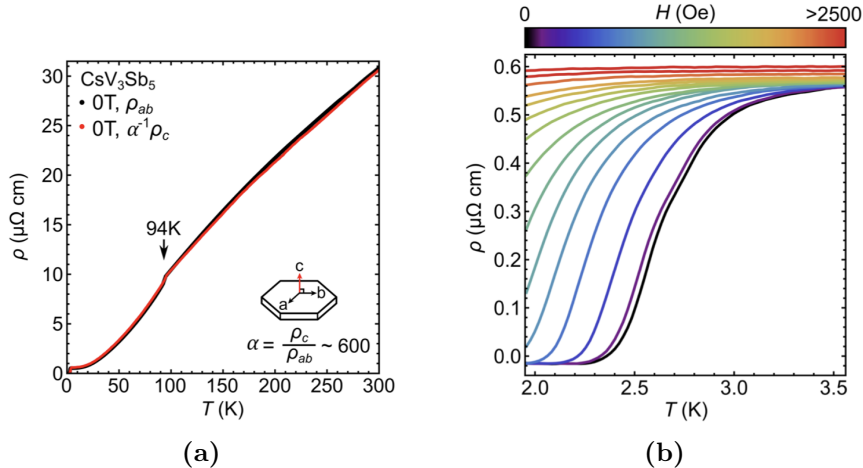 CsV₃Sb₅
• 0T, ρab
• 0T, α⁻¹ρc
94K
c
a
b
α = ρc / ρab ~ 600
ρ (μΩ cm)
30
25
20
15
10
5
0
0 50 100 150 200 250 300
T (K)
(a)
0 H (Oe) >2500
ρ (μΩ cm)
0.6
0.5
0.4
0.3
0.2
0.1
0.0
2.0 2.5 3.0 3.5
T (K)
(b)